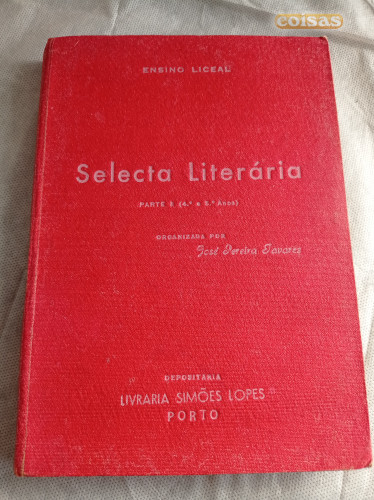 coisas
ENSINO LICEAL
Selecta Literária
(PARTE I (4.º e 5.º Anos)
ORGANIZADA POR
José Pereira Tavares
DEPOSITÁRIA
LIVRARIA SIMÕES LOPES
PORTO